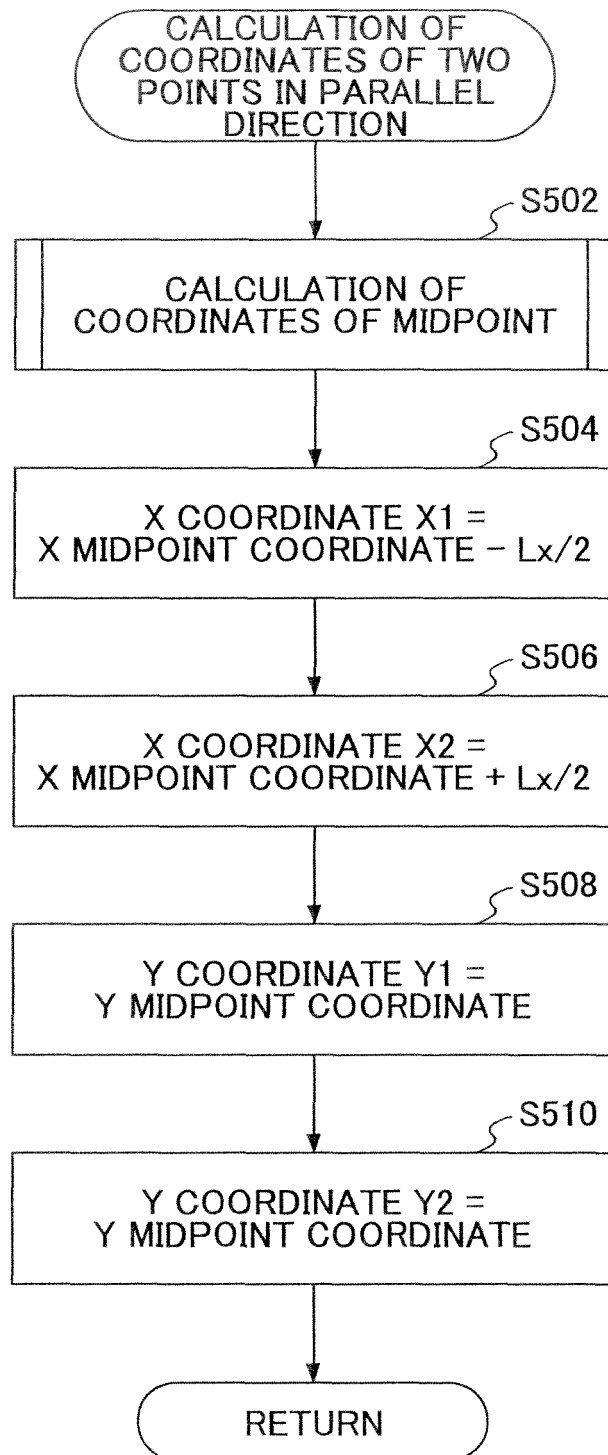 CALCULATION OF
COORDINATES OF TWO
POINTS IN PARALLEL
DIRECTION
S502
CALCULATION OF
COORDINATES OF MIDPOINT
S504
X COORDINATE X1 =
X MIDPOINT COORDINATE − Lx/2
S506
X COORDINATE X2 =
X MIDPOINT COORDINATE + Lx/2
S508
Y COORDINATE Y1 =
Y MIDPOINT COORDINATE
S510
Y COORDINATE Y2 =
Y MIDPOINT COORDINATE
RETURN